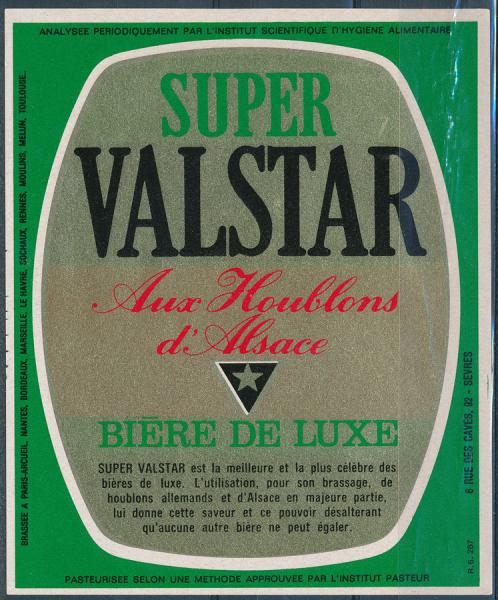 ANALYSEE PERIODIQUEMENT PAR L'INSTITUT SCIENTIFIQUE D'HYGIENE ALIMENTAIRE
SUPER
VALSTAR
Aux Houblons
d'Alsace
BIÈRE DE LUXE
SUPER VALSTAR est la meilleure et la plus célèbre des
bières de luxe. L'utilisation, pour son brassage, de
houblons allemands et d'Alsace en majeure partie,
lui donne cette saveur et ce pouvoir désaltérant
qu'aucune autre bière ne peut égaler.
PASTEURISEE SELON UNE METHODE APPROUVEE PAR L'INSTITUT PASTEUR
BRASSEE A PARIS-ARCUEIL, NANTES, BORDEAUX, MARSEILLE, LE HAVRE, SOCHAUX, RENNES, MOULINS, MELUN, TOULOUSE...
6 RUE DES CAVES, 92 - SEVRES
R.S. 267